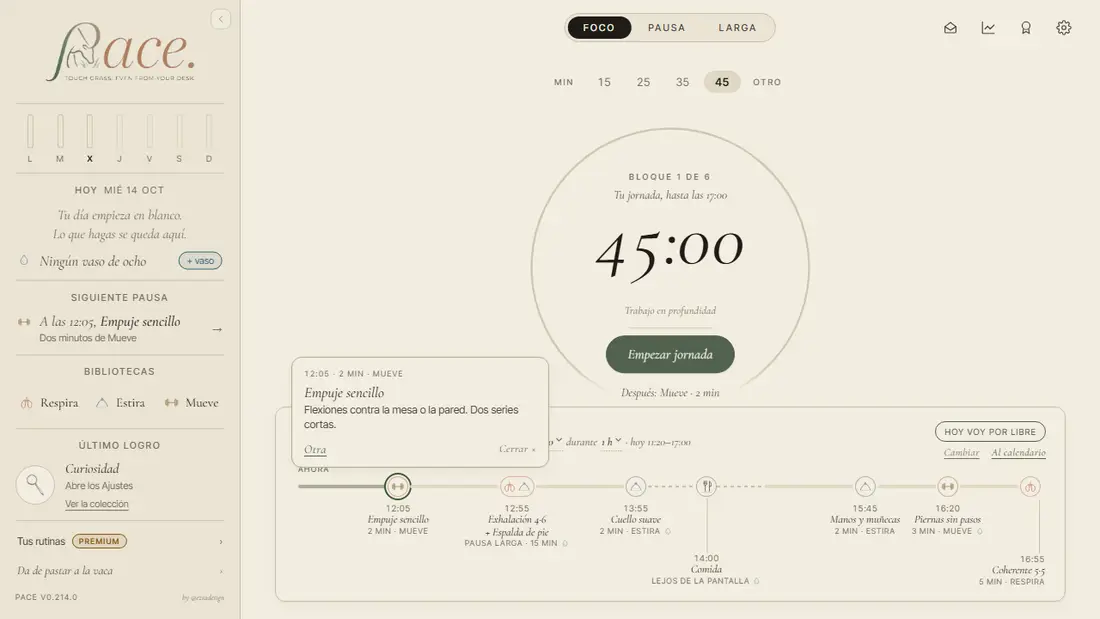 Pace.
TOUCH GRASS. EVEN FROM YOUR DESK.
L M X J V S D
HOY MIÉ 14 OCT
Tu día empieza en blanco.
Lo que hagas se queda aquí.
Ningún vaso de ocho
+ vaso
SIGUIENTE PAUSA
A las 12:05, Empuje sencillo →
Dos minutos de Mueve
BIBLIOTECAS
Respira Estira Mueve
ÚLTIMO LOGRO
Curiosidad
Abre los Ajustes
Ver la colección
Tus rutinas PREMIUM ›
Da de pastar a la vaca
PACE V0.214.0
FOCO PAUSA LARGA
MIN 15 25 35 45 OTRO
BLOQUE 1 DE 6
Tu jornada, hasta las 17:00
45:00
Trabajo en profundidad
Empezar jornada
Después: Mueve · 2 min
12:05 · 2 MIN · MUEVE
Empuje sencillo
Flexiones contra la mesa o la pared. Dos series
cortas.
Otra
Cerrar ×
durante 1 h · hoy 11:20–17:00
HOY VOY POR LIBRE
Cambiar Al calendario
AHORA
12:05
Empuje sencillo
2 MIN · MUEVE
12:55
Exhalación 4-6
+ Espalda de pie
PAUSA LARGA · 15 MIN
13:55
Cuello suave
2 MIN · ESTIRA
14:00
Comida
LEJOS DE LA PANTALLA
15:45
Manos y muñecas
2 MIN · ESTIRA
16:20
Piernas sin pasos
3 MIN · MUEVE
16:55
Coherente 5-5
5 MIN · RESPIRA